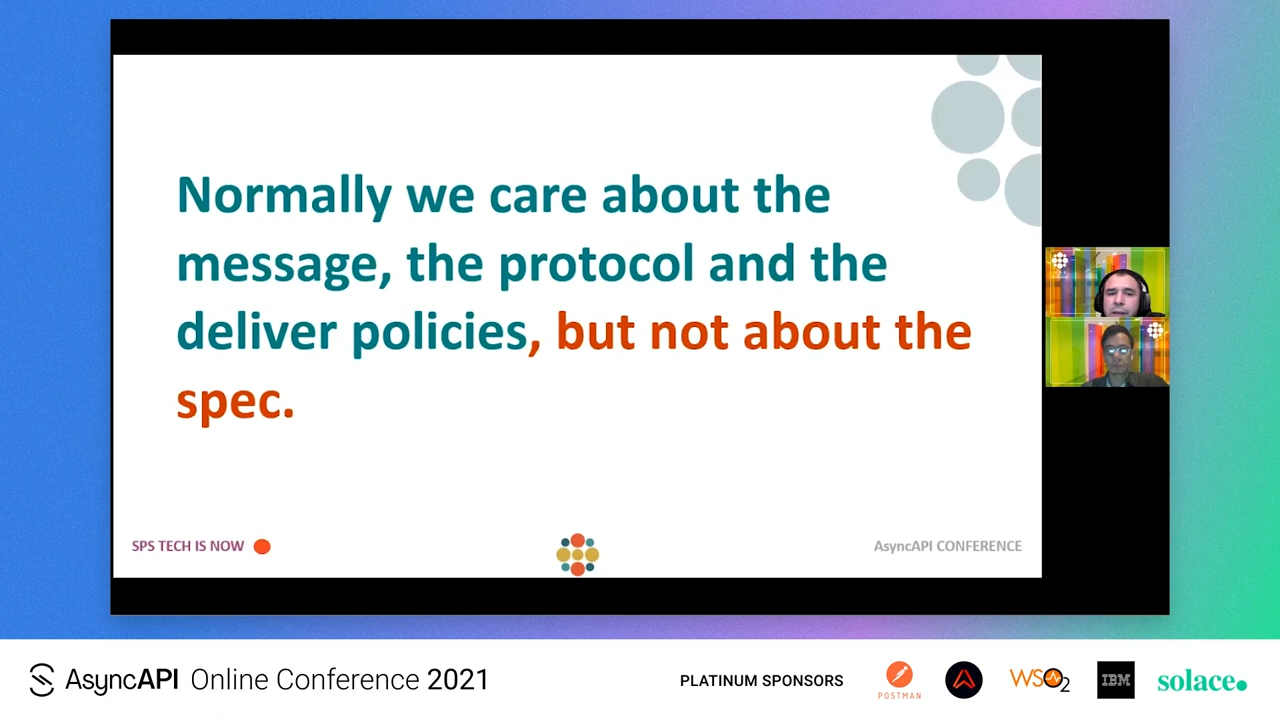 Normally we care about the
message, the protocol and the
deliver policies, but not about the
spec.
SPS TECH IS NOW
AsyncAPI CONFERENCE
AsyncAPI Online Conference 2021
PLATINUM SPONSORS
POSTMAN
WSO2
IBM
solace.